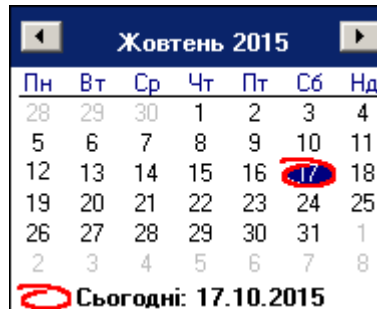 Жовтень 2015
Пн Вт Ср Чт Пт Сб Нд
28 29 30 1 2 3 4
5 6 7 8 9 10 11
12 13 14 15 16 17 18
19 20 21 22 23 24 25
26 27 28 29 30 31 1
2 3 4 5 6 7 8
Сьогодні: 17.10.2015